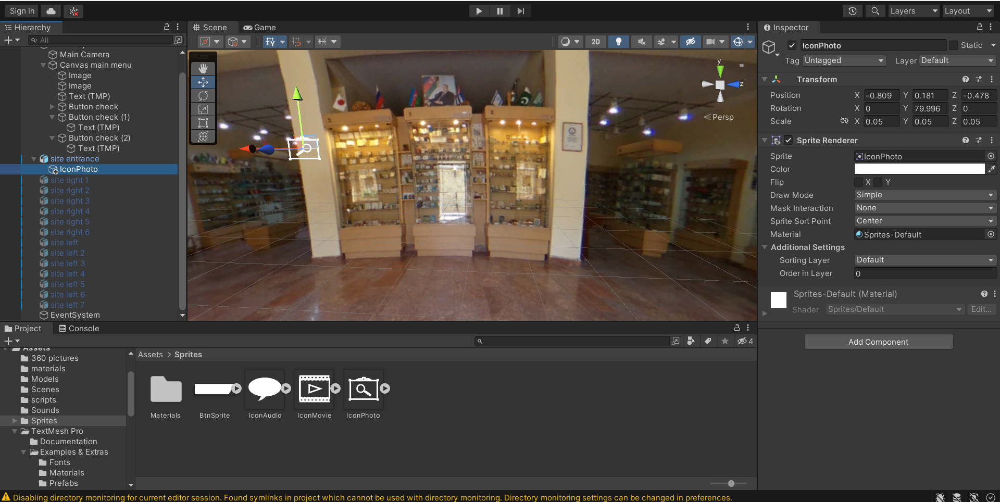 Sign in
Layers
Layout
Hierarchy
All
Main Camera
Canvas main menu
Image
Image
Text (TMP)
Button check
Button check (1)
Text (TMP)
Button check (2)
Text (TMP)
site entrance
IconPhoto
site right 1
site right 2
site right 3
site right 4
site right 5
site right 6
site left
site left 2
site left 3
site left 4
site left 5
site left 6
site left 7
EventSystem
Scene
Game
2D
y
z
Persp
Inspector
IconPhoto
Static
Tag Untagged Layer Default
Transform
Position X -0.809 Y 0.181 Z -0.478
Rotation X 0 Y 79.996 Z 0
Scale X 0.05 Y 0.05 Z 0.05
Sprite Renderer
Sprite IconPhoto
Color
Flip X Y
Draw Mode Simple
Mask Interaction None
Sprite Sort Point Center
Material Sprites-Default
Additional Settings
Sorting Layer Default
Order in Layer 0
Sprites-Default (Material)
Shader Sprites/Default Edit...
Add Component
Project
Console
4
Assets
360 pictures
materials
Models
Scenes
scripts
Sounds
Sprites
TextMesh Pro
Documentation
Examples & Extras
Fonts
Materials
Prefabs
Assets > Sprites
Materials
BtnSprite
IconAudio
IconMovie
IconPhoto
Disabling directory monitoring for current editor session. Found symlinks in project which cannot be used with directory monitoring. Directory monitoring settings can be changed in preferences.